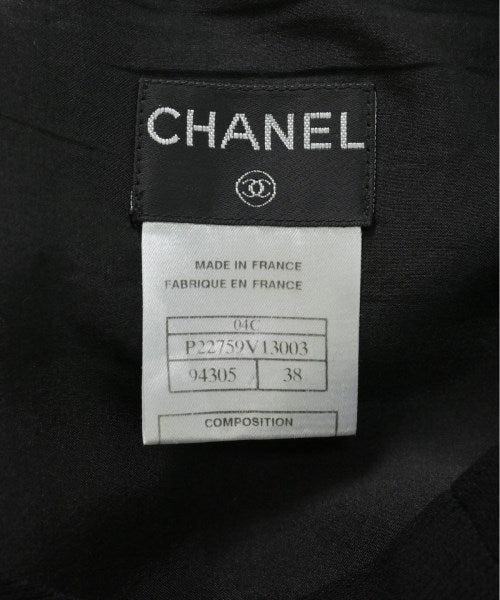 CHANEL
MADE IN FRANCE
FABRIQUE EN FRANCE
04C
P22759V13003
94305 38
COMPOSITION